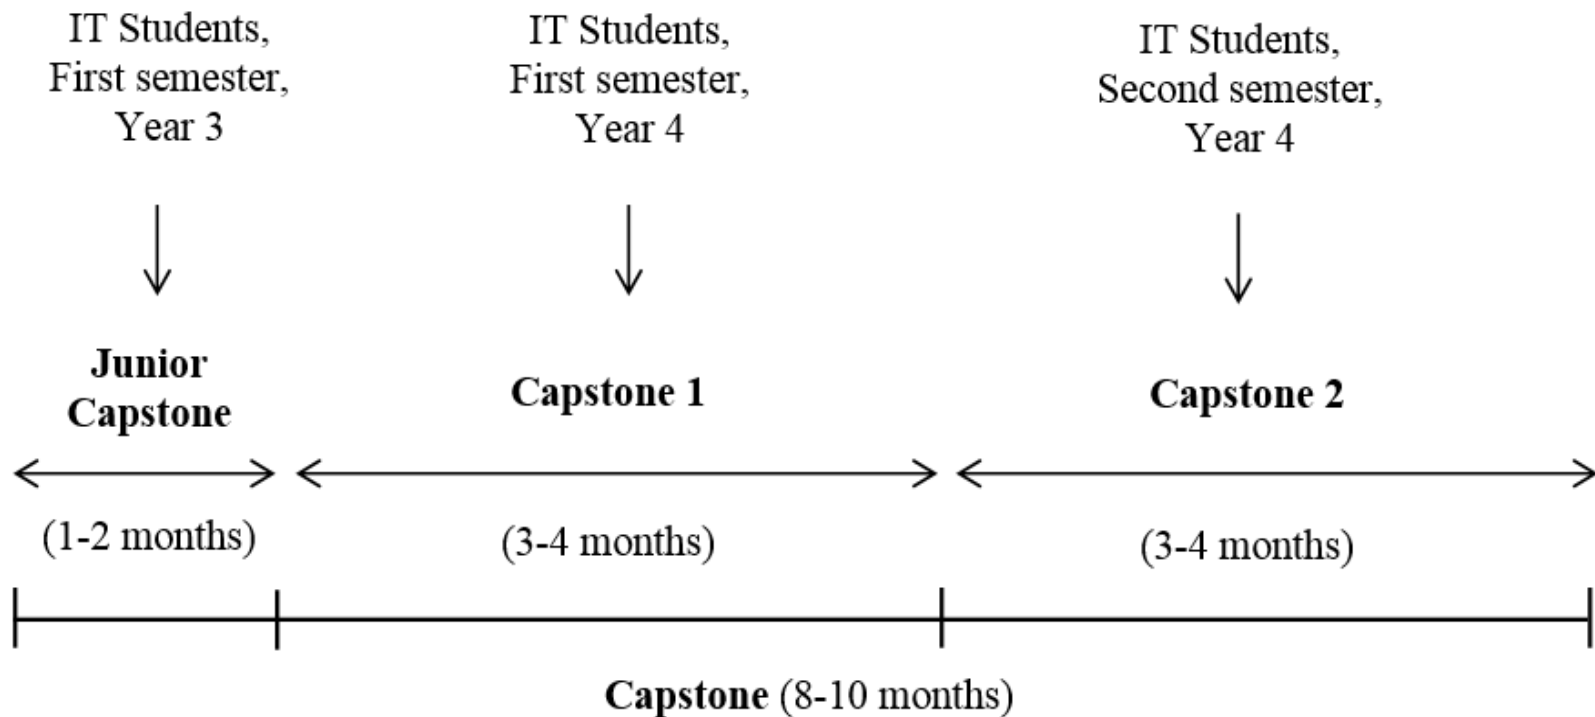 IT Students,
First semester,
Year 3
IT Students,
First semester,
Year 4
IT Students,
Second semester,
Year 4
Junior
Capstone
Capstone 1
Capstone 2
(1-2 months)
(3-4 months)
(3-4 months)
Capstone (8-10 months)